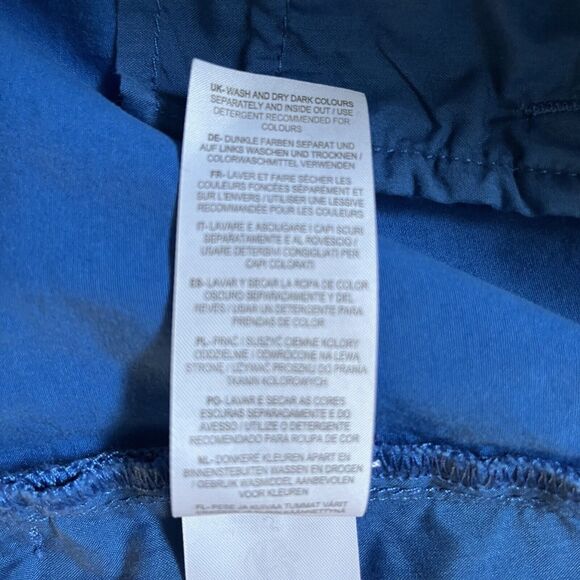 UK- WASH AND DRY DARK COLOURS
SEPARATELY AND INSIDE OUT / USE
DETERGENT RECOMMENDED FOR
COLOURS
DE- DUNKLE FARBEN SEPARAT UND
AUF LINKS WASCHEN UND TROCKNEN /
COLORWASCHMITTEL VERWENDEN
FR- LAVER ET FAIRE SÉCHER LES
COULEURS FONCÉES SÉPARÉMENT ET
SUR L'ENVERS / UTILISER UNE LESSIVE
RECOMMANDÉE POUR LES COULEURS
IT- LAVARE E ASCIUGARE I CAPI SCURI
SEPARATAMENTE E AL ROVESCIO /
USARE DETERSIVI CONSIGLIATI PER
CAPI COLORATI
ES- LAVAR Y SECAR LA ROPA DE COLOR
OSCURO SEPARADAMENTE Y DEL
REVÉS / USAR UN DETERGENTE PARA
PRENDAS DE COLOR
PL- PRAĆ I SUSZYĆ CIEMNE KOLORY
ODDZIELNIE I ODWRÓCONE NA LEWĄ
STRONĘ / UŻYWAĆ PROSZKU DO PRANIA
TKANIN KOLOROWYCH
PO- LAVAR E SECAR AS CORES
ESCURAS SEPARADAMENTE E DO
AVESSO / UTILIZE O DETERGENTE
RECOMENDADO PARA ROUPA DE COR
NL- DONKERE KLEUREN APART EN
BINNENSTEBUITEN WASSEN EN DROGEN
/ GEBRUIK WASMIDDEL AANBEVOLEN
VOOR KLEUREN
PESE JA KUIVAA TUMMAT VÄRIT